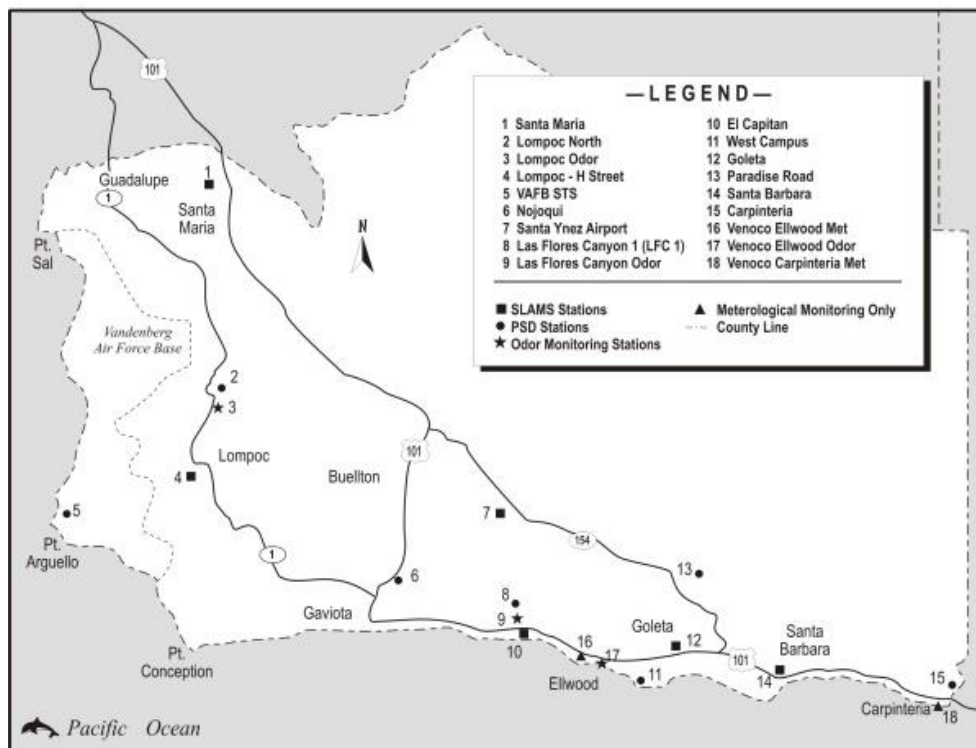 101
— LEGEND —
1 Santa Maria
2 Lompoc North
3 Lompoc Odor
4 Lompoc - H Street
5 VAFB STS
6 Nojoqui
7 Santa Ynez Airport
8 Las Flores Canyon 1 (LFC 1)
9 Las Flores Canyon Odor
10 El Capitan
11 West Campus
12 Goleta
13 Paradise Road
14 Santa Barbara
15 Carpinteria
16 Venoco Ellwood Met
17 Venoco Ellwood Odor
18 Venoco Carpinteria Met
SLAMS Stations
PSD Stations
Odor Monitoring Stations
Meterological Monitoring Only
County Line
Guadalupe
1
1
Santa
Maria
N
Pt.
Sal
Vandenberg
Air Force Base
2
3
Lompoc
4
Buellton
101
5
Pt.
Arguello
7
154
1
6
13
Gaviota
8
9
10
Goleta
12
Santa
Barbara
16
17
101
Pt.
Conception
Ellwood
11
14
15
Carpinteria
18
Pacific Ocean